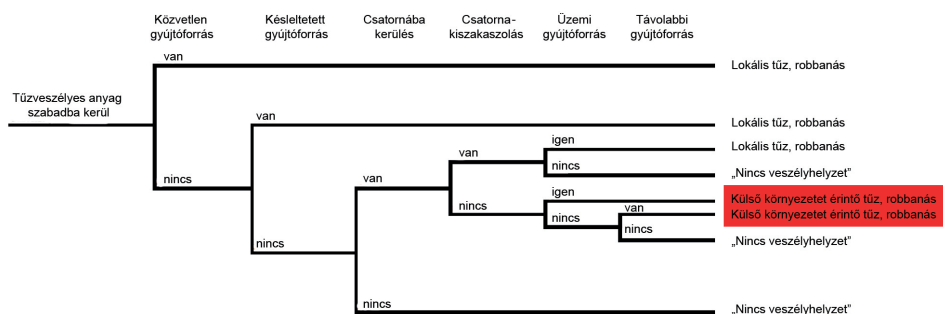 Közvetlen
gyújtóforrás
Késleltetett
gyújtóforrás
Csatornába
kerülés
Csatorna-
kiszakaszolás
Üzemi
gyújtóforrás
Távolabbi
gyújtóforrás
Tűzveszélyes anyag
szabadba kerül
van
Lokális tűz, robbanás
van
Lokális tűz, robbanás
igen
Lokális tűz, robbanás
van
nincs
„Nincs veszélyhelyzet”
nincs
van
igen
Külső környezetet érintő tűz, robbanás
nincs
van
Külső környezetet érintő tűz, robbanás
nincs
nincs
„Nincs veszélyhelyzet”
nincs
nincs
„Nincs veszélyhelyzet”